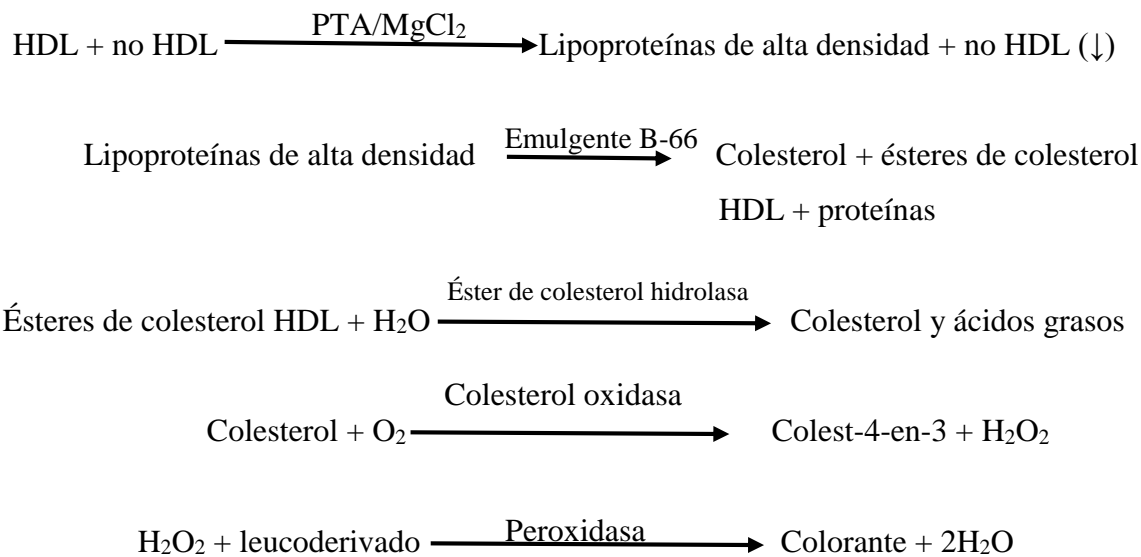 PTA/MgCl₂
HDL + no HDL → Lipoproteínas de alta densidad + no HDL (↓)
Emulgente B-66
Lipoproteínas de alta densidad → Colesterol + ésteres de colesterol
HDL + proteínas
Éster de colesterol hidrolasa
Ésteres de colesterol HDL + H₂O → Colesterol y ácidos grasos
Colesterol oxidasa
Colesterol + O₂ → Colest-4-en-3 + H₂O₂
Peroxidasa
H₂O₂ + leucoderivado → Colorante + 2H₂O